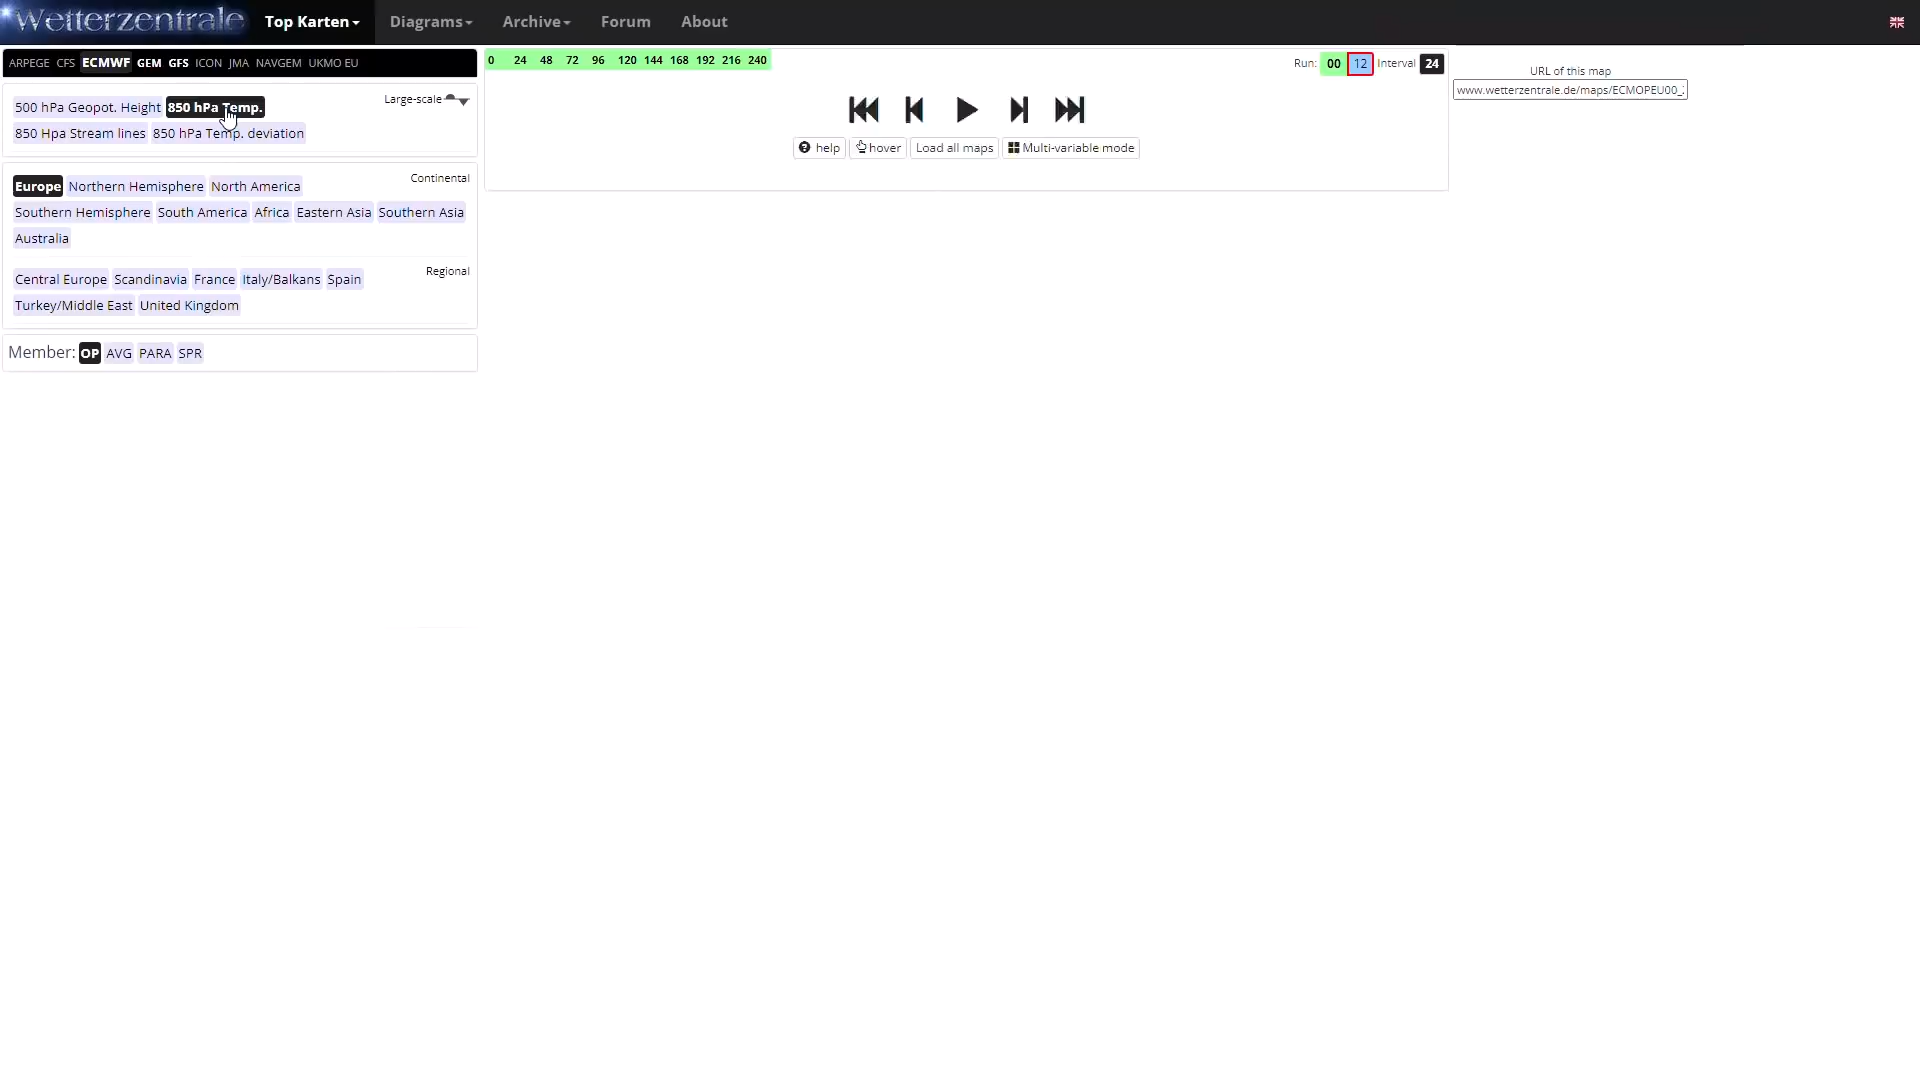 Wetterzentrale Top Karten Diagrams Archive Forum About
ARPEGE CFS ECMWF GEM GFS ICON JMA NAVGEM UKMO EU
500 hPa Geopot. Height 850 hPa Temp. Large-scale
850 Hpa Stream lines 850 hPa Temp. deviation
Continental
Europe Northern Hemisphere North America
Southern Hemisphere South America Africa Eastern Asia Southern Asia
Australia
Regional
Central Europe Scandinavia France Italy/Balkans Spain
Turkey/Middle East United Kingdom
Member: OP AVG PARA SPR
0 24 48 72 96 120 144 168 192 216 240
Run: 00 12 Interval 24
help hover Load all maps Multi-variable mode
URL of this map
www.wetterzentrale.de/maps/ECMOPEU00_